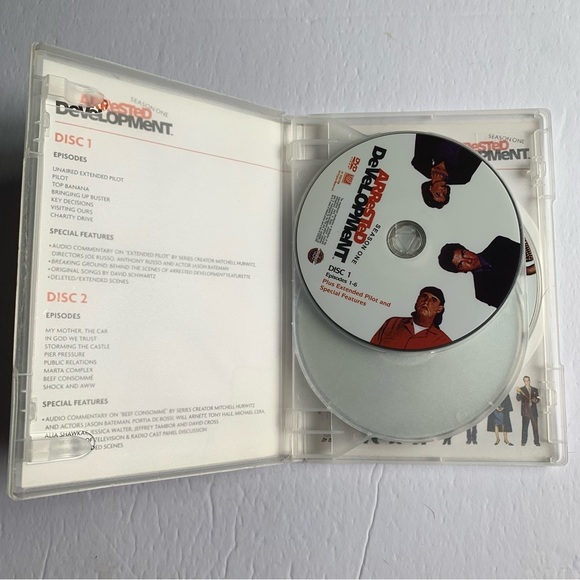 SEASON ONE
ARRESTED
DeVeLOPMeNT
DISC 1
EPISODES
UNAIRED EXTENDED PILOT
PILOT
TOP BANANA
BRINGING UP BUSTER
KEY DECISIONS
VISITING OURS
CHARITY DRIVE
SPECIAL FEATURES
•AUDIO COMMENTARY ON "EXTENDED PILOT" BY SERIES CREATOR MITCHELL HURWITZ,
DIRECTORS JOE RUSSO, ANTHONY RUSSO AND ACTOR JASON BATEMAN
•BREAKING GROUND: BEHIND THE SCENES OF ARRESTED DEVELOPMENT FEATURETTE
•ORIGINAL SONGS BY DAVID SCHWARTZ
•DELETED/EXTENDED SCENES
DISC 2
EPISODES
MY MOTHER, THE CAR
IN GOD WE TRUST
STORMING THE CASTLE
PIER PRESSURE
PUBLIC RELATIONS
MARTA COMPLEX
BEEF CONSOMMÉ
SHOCK AND AWW
SPECIAL FEATURES
•AUDIO COMMENTARY ON "BEEF CONSOMMÉ" BY SERIES CREATOR MITCHELL HURWITZ
AND ACTORS JASON BATEMAN, PORTIA DE ROSSI, WILL ARNETT, TONY HALE, MICHAEL CERA,
ALIA SHAWKAT, JESSICA WALTER, JEFFREY TAMBOR AND DAVID CROSS
OF TELEVISION & RADIO CAST PANEL DISCUSSION
SCENES
SEASON ONE
ARRESTED
DeVeLOPMeNT
DVD
DISC 1
Episodes 1-6
Plus Extended Pilot and
Special Features
SEASON ONE
RESTED
OPMeNT